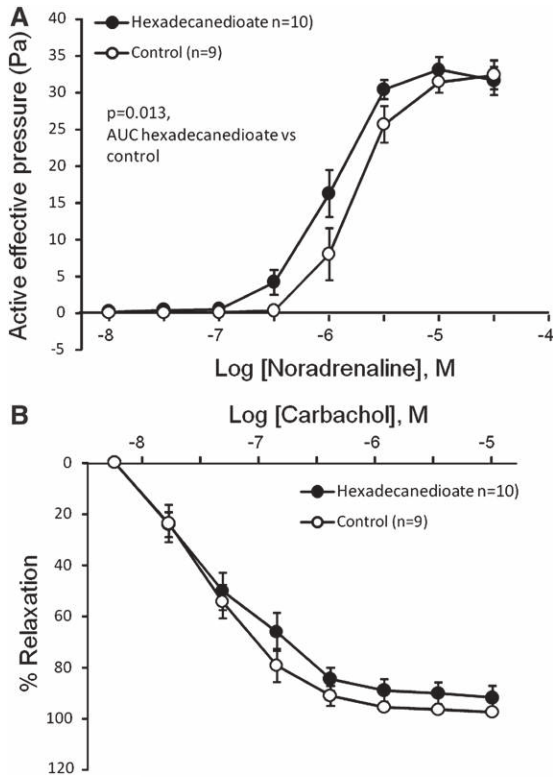 A
Active effective pressure (Pa)
40
35
30
25
20
15
10
5
0
-5
Hexadecanedioate n=10)
Control (n=9)
p=0.013,
AUC hexadecanedioate vs
control
-8
-7
-6
-5
-4
Log [Noradrenaline], M
B
Log [Carbachol], M
-8
-7
-6
-5
0
20
40
60
80
100
120
% Relaxation
Hexadecanedioate n=10)
Control (n=9)